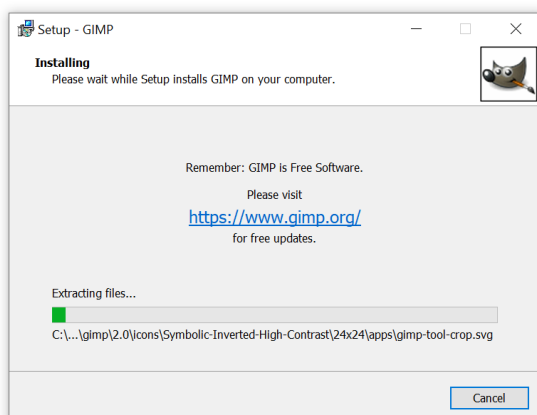 Setup - GIMP
Installing
Please wait while Setup installs GIMP on your computer.
Remember: GIMP is Free Software.
Please visit
https://www.gimp.org/
for free updates.
Extracting files...
C:\...\gimp\2.0\icons\Symbolic-Inverted-High-Contrast\24x24\apps\gimp-tool-crop.svg
Cancel